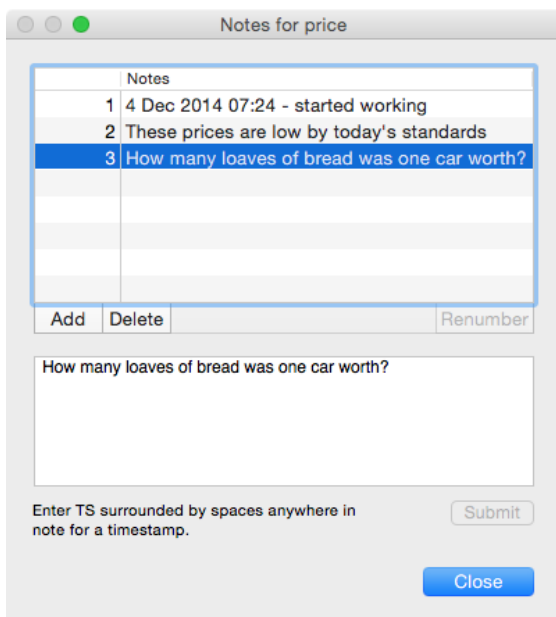 Notes for price
Notes
1 4 Dec 2014 07:24 - started working
2 These prices are low by today's standards
3 How many loaves of bread was one car worth?
Add Delete Renumber
How many loaves of bread was one car worth?
Enter TS surrounded by spaces anywhere in
note for a timestamp.
Submit
Close